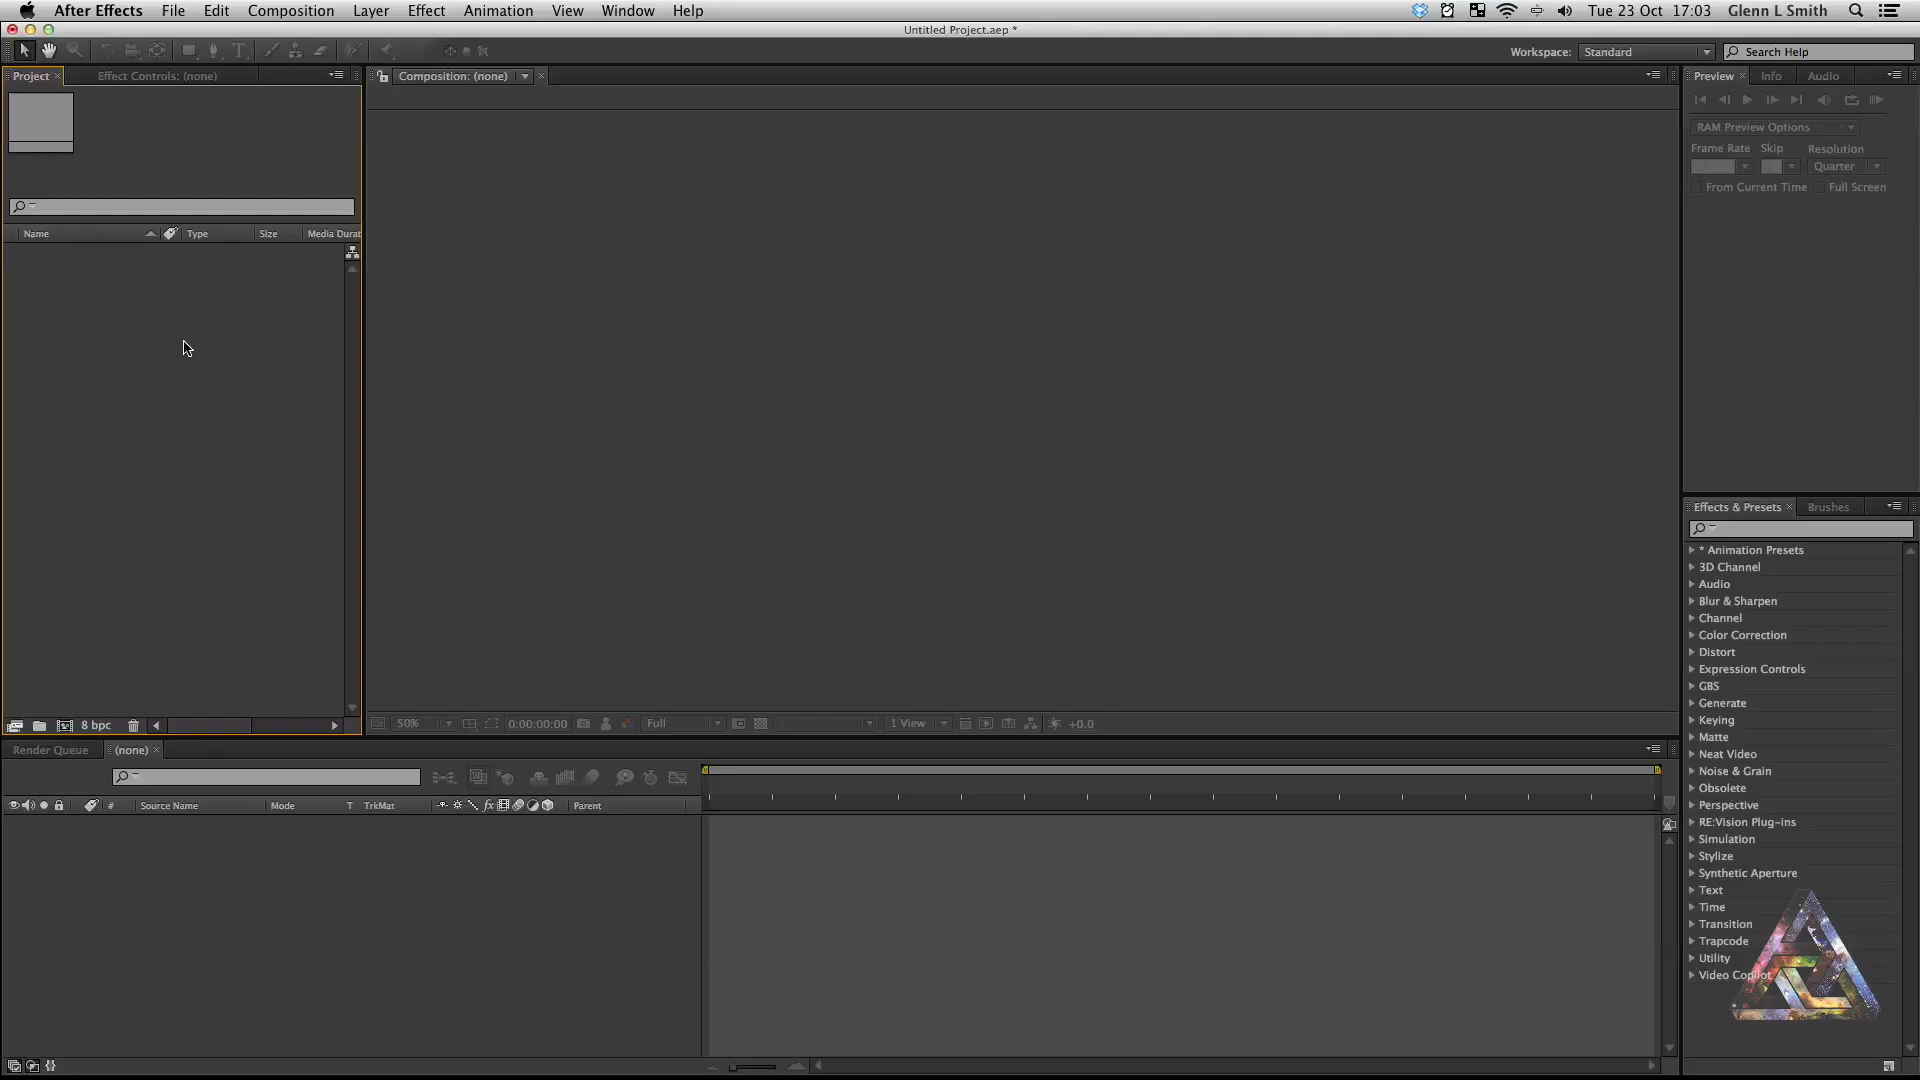 After Effects File Edit Composition Layer Effect Animation View Window Help Tue 23 Oct 17:03 Glenn L Smith
Untitled Project.aep *
Workspace: Standard Search Help
Project Effect Controls: (none) Composition: (none) Preview Info Audio
RAM Preview Options
Frame Rate Skip Resolution
Quarter
From Current Time Full Screen
Name Type Size Media Durat
Effects & Presets Brushes
* Animation Presets
3D Channel
Audio
Blur & Sharpen
Channel
Color Correction
Distort
Expression Controls
GBS
Generate
Keying
Matte
Neat Video
Noise & Grain
Obsolete
Perspective
RE:Vision Plug-ins
Simulation
Stylize
Synthetic Aperture
Text
Time
Transition
Trapcode
Utility
Video Copilot
8 bpc 50% 0:00:00:00 Full 1 View +0.0
Render Queue (none)
# Source Name Mode T TrkMat fx Parent